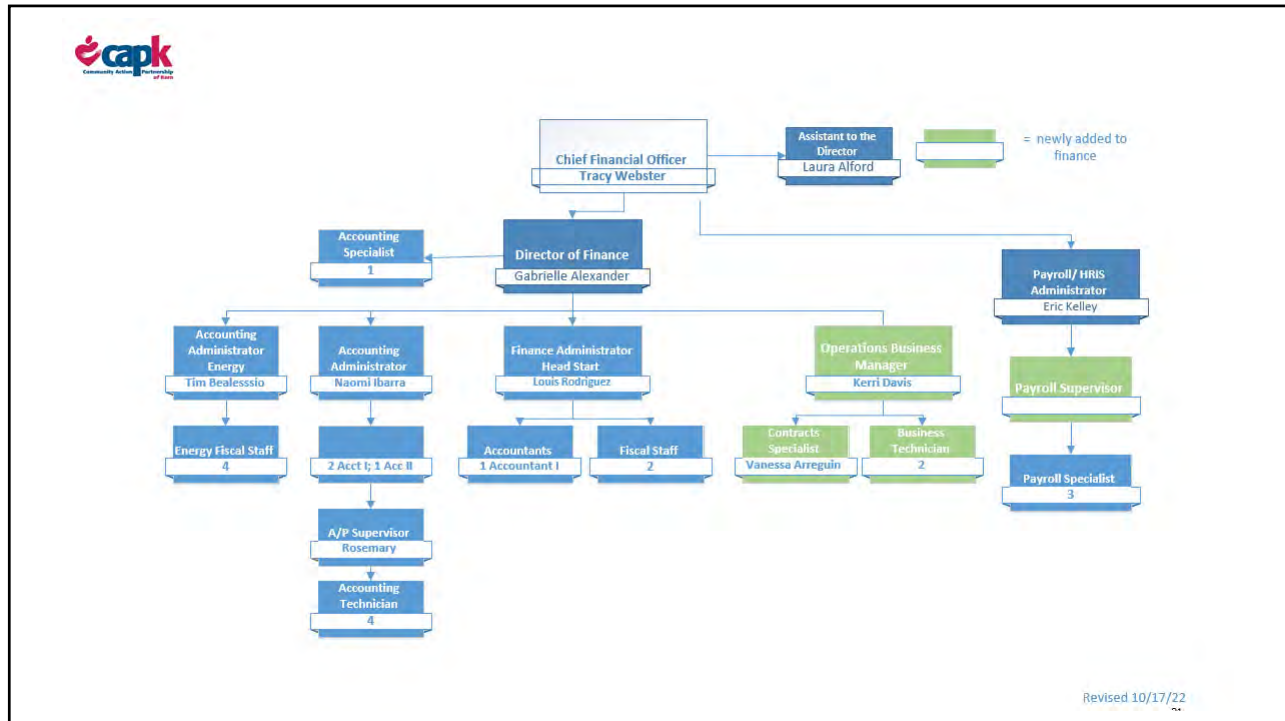 capk
Community Action Partnership
of Kern
Chief Financial Officer
Tracy Webster
Assistant to the
Director
Laura Alford
= newly added to
finance
Accounting
Specialist
1
Director of Finance
Gabrielle Alexander
Payroll/ HRIS
Administrator
Eric Kelley
Accounting
Administrator
Energy
Tim Bealesssio
Accounting
Administrator
Naomi Ibarra
Finance Administrator
Head Start
Louis Rodriguez
Operations Business
Manager
Kerri Davis
Payroll Supervisor
Energy Fiscal Staff
4
2 Acct I; 1 Acc II
Accountants
1 Accountant I
Fiscal Staff
2
Contracts
Specialist
Vanessa Arreguin
Business
Technician
2
Payroll Specialist
3
A/P Supervisor
Rosemary
Accounting
Technician
4
Revised 10/17/22